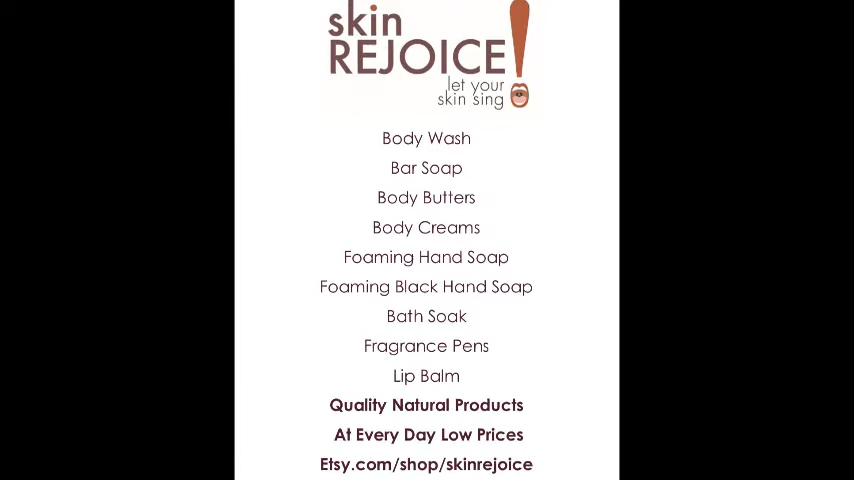 skin
REJOICE!
let your
skin sing
Body Wash
Bar Soap
Body Butters
Body Creams
Foaming Hand Soap
Foaming Black Hand Soap
Bath Soak
Fragrance Pens
Lip Balm
Quality Natural Products
At Every Day Low Prices
Etsy.com/shop/skinrejoice